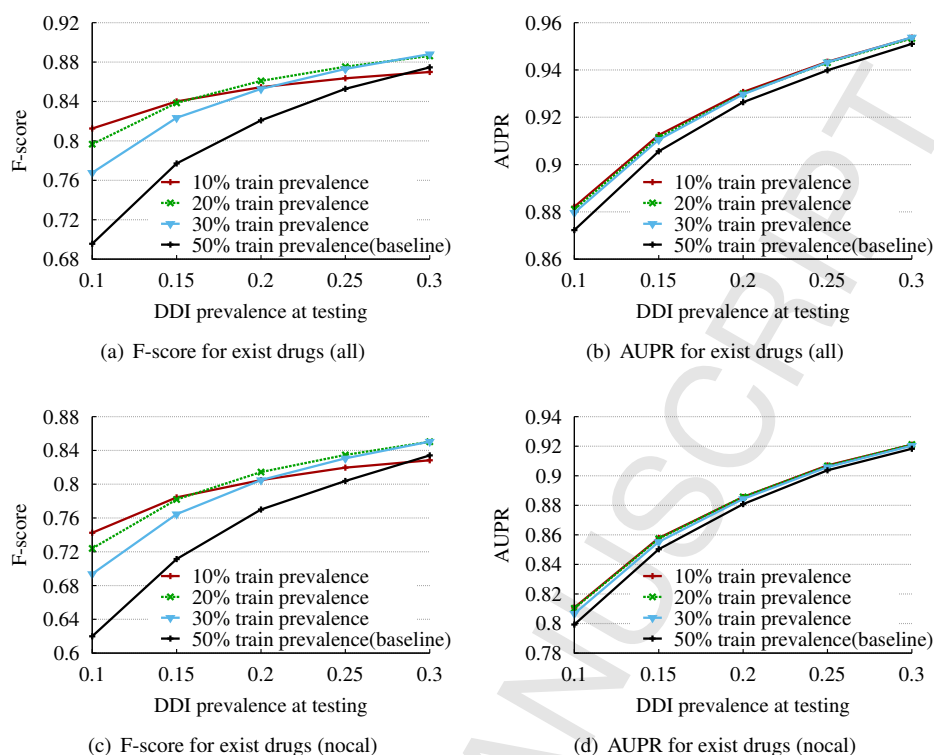 0.92
0.88
0.84
0.8
0.76
0.72
0.68
F-score
10% train prevalence
20% train prevalence
30% train prevalence
50% train prevalence(baseline)
0.1 0.15 0.2 0.25 0.3
DDI prevalence at testing
(a) F-score for exist drugs (all)
0.96
0.94
0.92
0.9
0.88
0.86
AUPR
10% train prevalence
20% train prevalence
30% train prevalence
50% train prevalence(baseline)
0.1 0.15 0.2 0.25 0.3
DDI prevalence at testing
(b) AUPR for exist drugs (all)
0.88
0.84
0.8
0.76
0.72
0.68
0.64
0.6
F-score
10% train prevalence
20% train prevalence
30% train prevalence
50% train prevalence(baseline)
0.1 0.15 0.2 0.25 0.3
DDI prevalence at testing
(c) F-score for exist drugs (nocal)
0.94
0.92
0.9
0.88
0.86
0.84
0.82
0.8
0.78
AUPR
10% train prevalence
20% train prevalence
30% train prevalence
50% train prevalence(baseline)
0.1 0.15 0.2 0.25 0.3
DDI prevalence at testing
(d) AUPR for exist drugs (nocal)
ANUSCRIPT